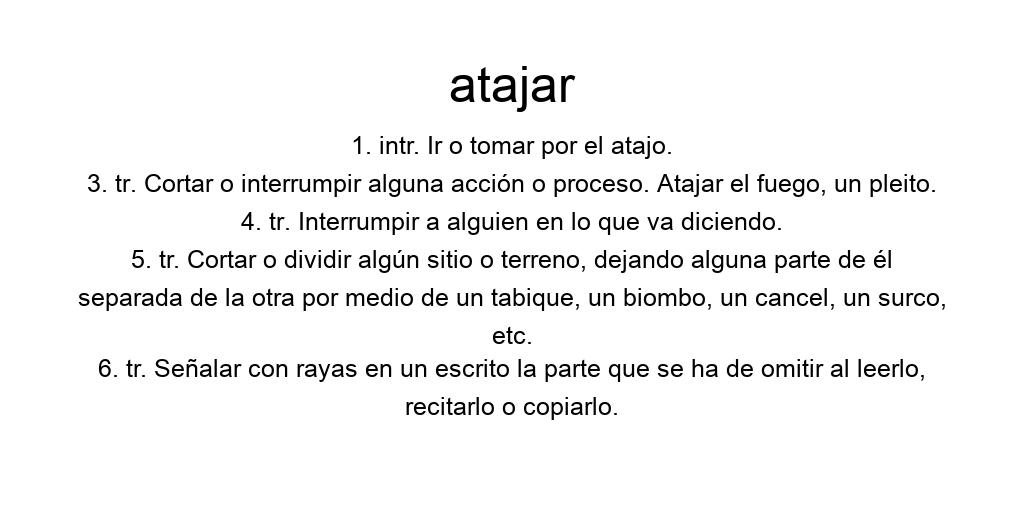 atajar
1. intr. Ir o tomar por el atajo.
3. tr. Cortar o interrumpir alguna acción o proceso. Atajar el fuego, un pleito.
4. tr. Interrumpir a alguien en lo que va diciendo.
5. tr. Cortar o dividir algún sitio o terreno, dejando alguna parte de él
separada de la otra por medio de un tabique, un biombo, un cancel, un surco,
etc.
6. tr. Señalar con rayas en un escrito la parte que se ha de omitir al leerlo,
recitarlo o copiarlo.